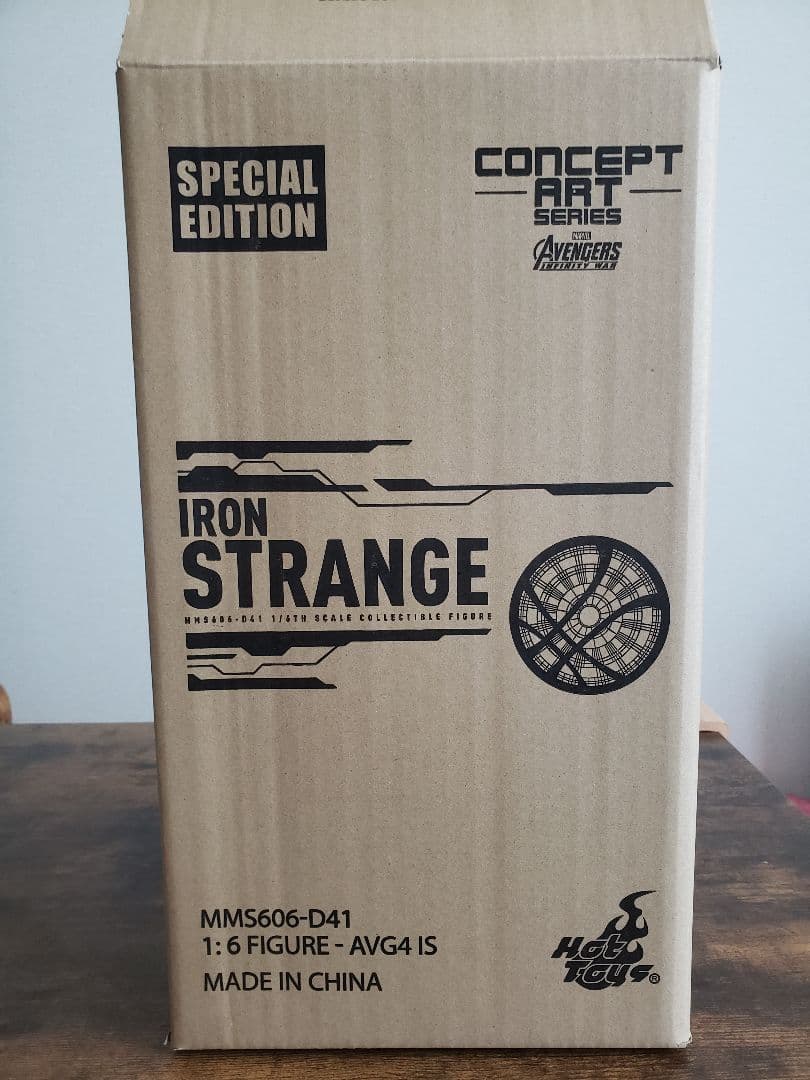 SPECIAL
EDITION
CONCEPT
ART
SERIES
MARVEL
AVENGERS
INFINITY WAR
IRON
STRANGE
MMS606-D41 1/6TH SCALE COLLECTIBLE FIGURE
MMS606-D41
1: 6 FIGURE - AVG4 IS
MADE IN CHINA
Hot
Toys®